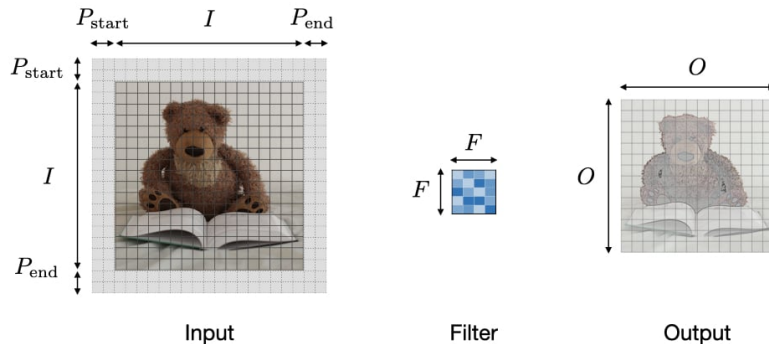 P_start I P_end
P_start
O
I
F
F
O
P_end
Input Filter Output